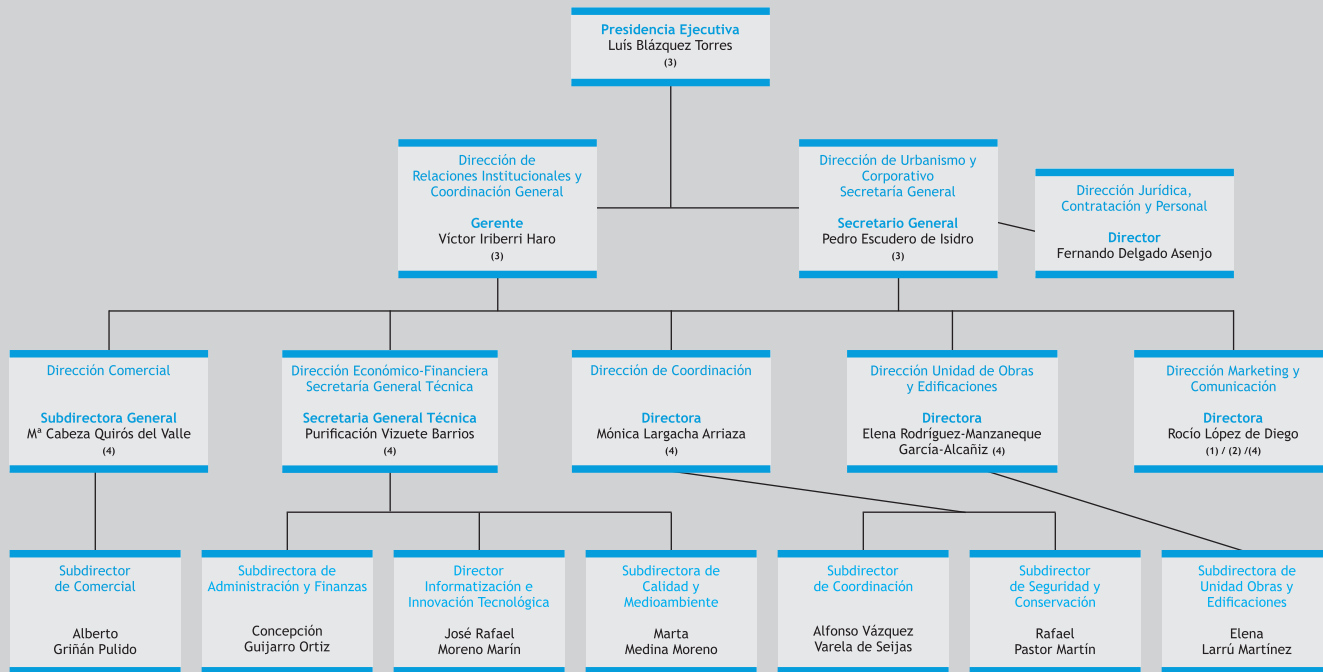 Presidencia Ejecutiva
Luís Blázquez Torres
(3)
Dirección de
Relaciones Institucionales y
Coordinación General
Gerente
Víctor Iriberri Haro
(3)
Dirección de Urbanismo y
Corporativo
Secretaría General
Secretario General
Pedro Escudero de Isidro
(3)
Dirección Jurídica,
Contratación y Personal
Director
Fernando Delgado Asenjo
Dirección Comercial
Subdirectora General
Mª Cabeza Quirós del Valle
(4)
Dirección Económico-Financiera
Secretaría General Técnica
Secretaria General Técnica
Purificación Vizuete Barrios
(4)
Dirección de Coordinación
Directora
Mónica Largacha Arriaza
(4)
Dirección Unidad de Obras
y Edificaciones
Directora
Elena Rodríguez-Manzaneque
García-Alcañiz (4)
Dirección Marketing y
Comunicación
Directora
Rocío López de Diego
(1) / (2) /(4)
Subdirector
de Comercial
Alberto
Griñán Pulido
Subdirectora de
Administración y Finanzas
Concepción
Guijarro Ortiz
Director
Informatización e
Innovación Tecnológica
José Rafael
Moreno Marín
Subdirectora de
Calidad y
Medioambiente
Marta
Medina Moreno
Subdirector
de Coordinación
Alfonso Vázquez
Varela de Seijas
Subdirector
de Seguridad y
Conservación
Rafael
Pastor Martín
Subdirectora de
Unidad Obras y
Edificaciones
Elena
Larrú Martínez